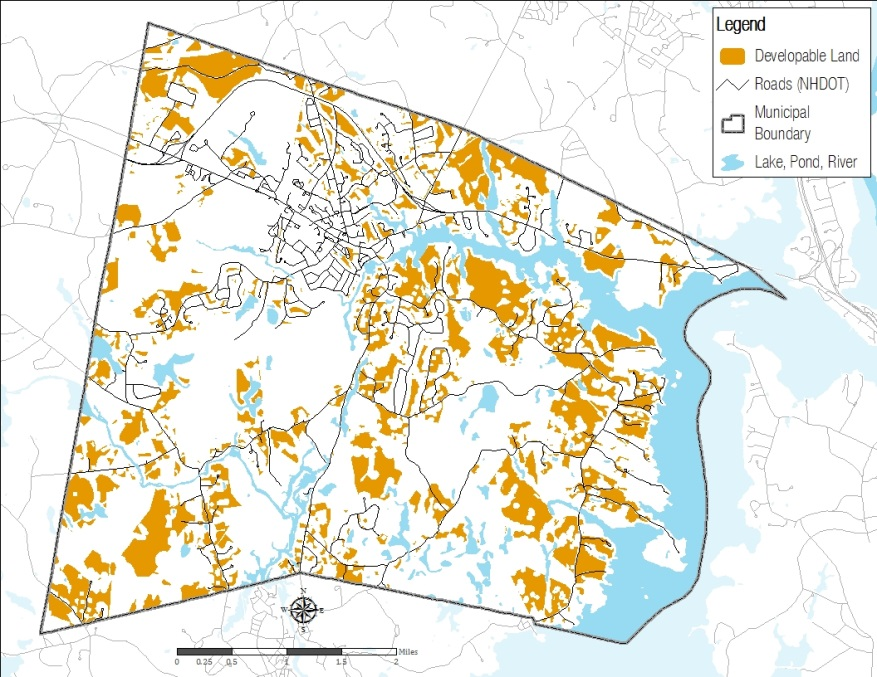 Legend
Developable Land
Roads (NHDOT)
Municipal
Boundary
Lake, Pond, River
N
W E
S
0 0.25 0.5 1 1.5 2 Miles